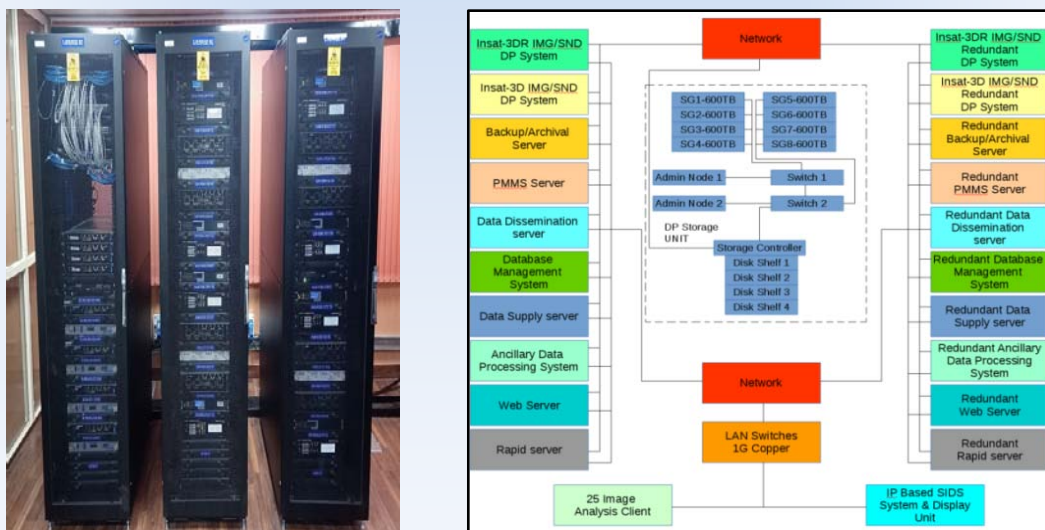 Network
Insat-3DR IMG/SND
DP System
Insat-3D IMG/SND
DP System
Backup/Archival
Server
PMMS Server
Data Dissemination
server
Database
Management
System
Data Supply server
Ancillary Data
Processing System
Web Server
Rapid server
SG1-600TB
SG2-600TB
SG3-600TB
SG4-600TB
SG5-600TB
SG6-600TB
SG7-600TB
SG8-600TB
Admin Node 1
Switch 1
Admin Node 2
Switch 2
DP Storage
UNIT
Storage Controller
Disk Shelf 1
Disk Shelf 2
Disk Shelf 3
Disk Shelf 4
Network
LAN Switches
1G Copper
25 Image
Analysis Client
IP Based SIDS
System & Display
Unit
Insat-3DR IMG/SND
Redundant
DP System
Insat-3D IMG/SND
Redundant
DP System
Redundant
Backup/Archival
Server
Redundant
PMMS Server
Redundant Data
Dissemination
server
Redundant Database
Management
System
Redundant Data
Supply server
Redundant Ancillary
Data Processing
System
Redundant
Web Server
Redundant
Rapid server